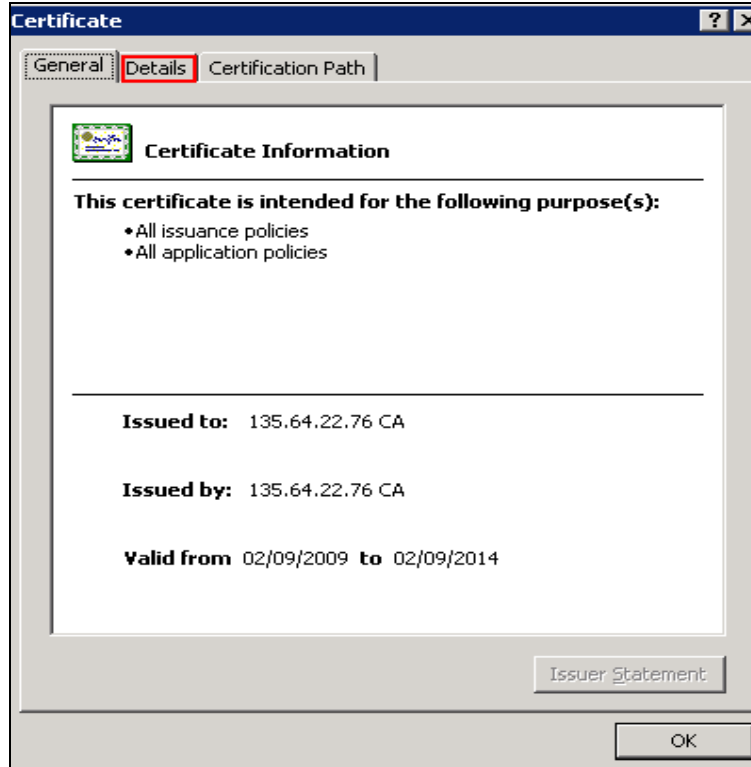 Certificate
General Details Certification Path
Certificate Information
This certificate is intended for the following purpose(s):
•All issuance policies
•All application policies
Issued to: 135.64.22.76 CA
Issued by: 135.64.22.76 CA
Valid from 02/09/2009 to 02/09/2014
Issuer Statement
OK